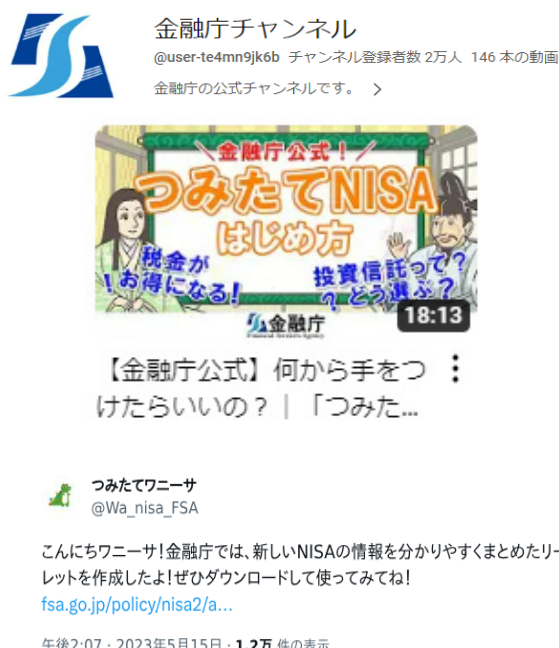 金融庁チャンネル
@user-te4mn9jk6b チャンネル登録者数 2万人 146 本の動画
金融庁の公式チャンネルです。
＼金融庁公式！／
つみたてNISA
はじめ方
税金が
！お得になる！
投資信託って？
？どう選ぶ？
18:13
金融庁
Financial Services Agency
【金融庁公式】何から手をつ
けたらいいの？｜「つみた...
つみたてワニーサ
@Wa_nisa_FSA
こんにちワニーサ！金融庁では、新しいNISAの情報を分かりやすくまとめたリー
レットを作成したよ！ぜひダウンロードして使ってみてね！
fsa.go.jp/policy/nisa2/a...
午後2:07 · 2023年5月15日 · 1.2万 件の表示